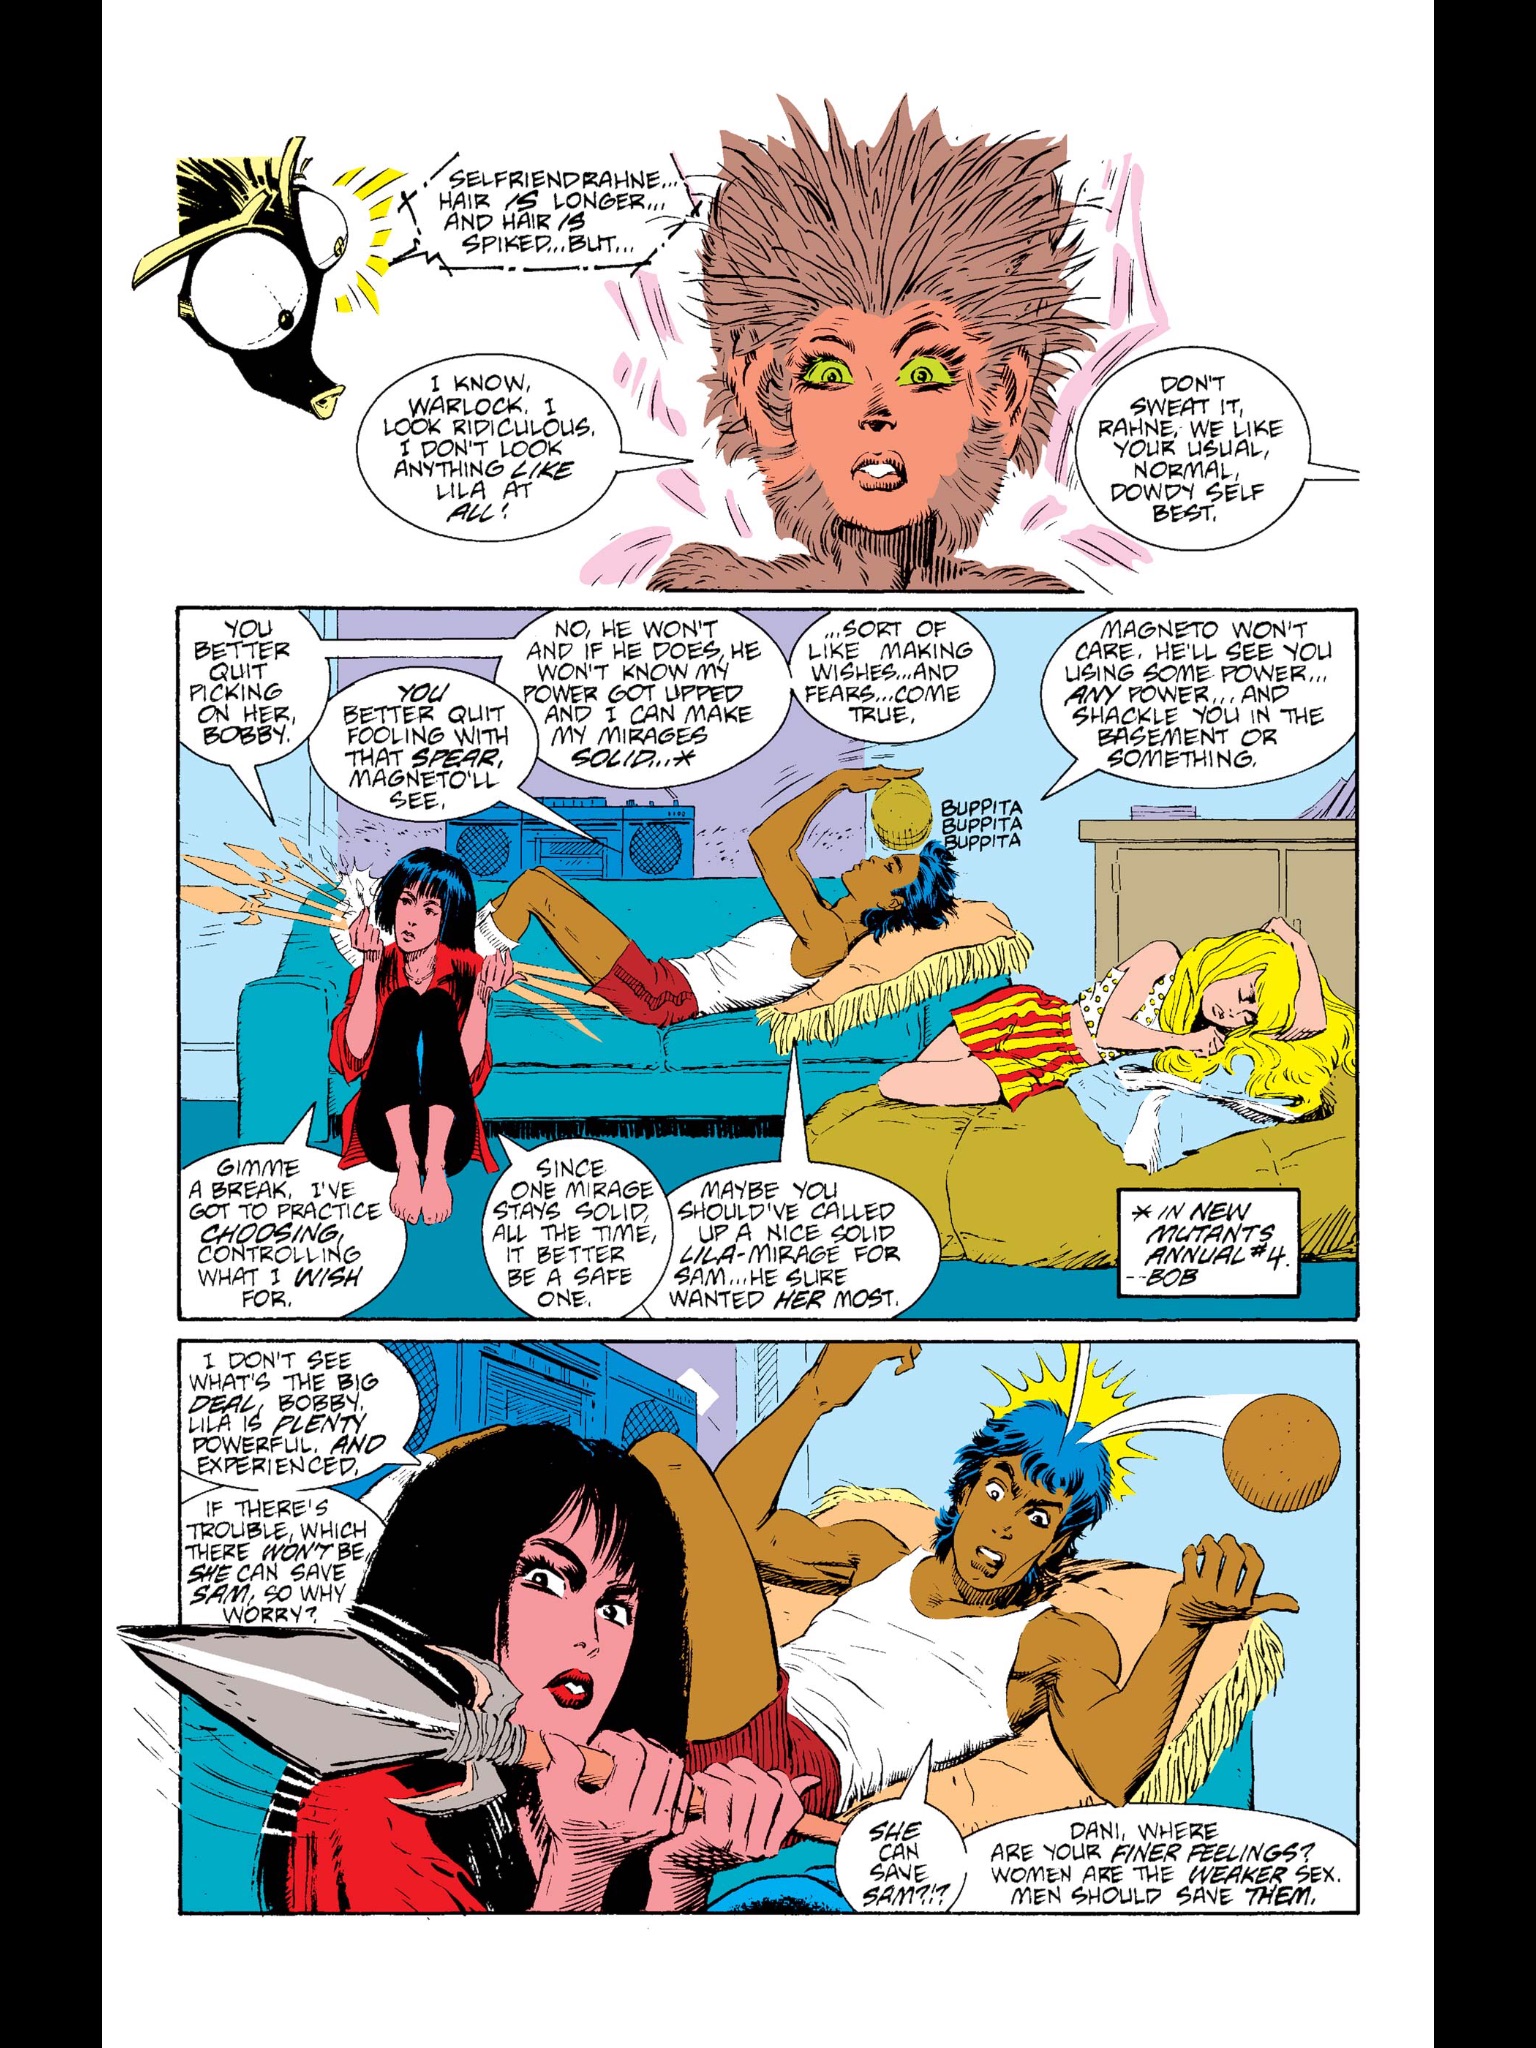 SELFRIENDRAHNE...
HAIR IS LONGER...
AND HAIR IS
SPIKED...BUT...
I KNOW,
WARLOCK. I
LOOK RIDICULOUS.
I DON'T LOOK
ANYTHING LIKE
LILA AT
ALL!
DON'T
SWEAT IT,
RAHNE, WE LIKE
YOUR USUAL,
NORMAL,
DOWDY SELF
BEST.
YOU
BETTER
QUIT
PICKING
ON HER,
BOBBY.
YOU
BETTER QUIT
FOOLING WITH
THAT SPEAR,
MAGNETO'LL
SEE.
NO, HE WON'T
AND IF HE DOES, HE
WON'T KNOW MY
POWER GOT UPPED
AND I CAN MAKE
MY MIRAGES
SOLID...*
...SORT OF
LIKE MAKING
WISHES...AND
FEARS...COME
TRUE.
MAGNETO WON'T
CARE. HE'LL SEE YOU
USING SOME POWER...
ANY POWER... AND
SHACKLE YOU IN THE
BASEMENT OR
SOMETHING.
BUPPITA
BUPPITA
BUPPITA
GIMME
A BREAK. I'VE
GOT TO PRACTICE
CHOOSING,
CONTROLLING
WHAT I WISH
FOR.
SINCE
ONE MIRAGE
STAYS SOLID
ALL THE TIME,
IT BETTER
BE A SAFE
ONE.
MAYBE YOU
SHOULD'VE CALLED
UP A NICE SOLID
LILA-MIRAGE FOR
SAM...HE SURE
WANTED HER MOST.
* IN NEW
MUTANTS
ANNUAL #4.
--BOB
I DON'T SEE
WHAT'S THE BIG
DEAL, BOBBY.
LILA IS PLENTY
POWERFUL. AND
EXPERIENCED.
IF THERE'S
TROUBLE, WHICH
THERE WON'T BE,
SHE CAN SAVE
SAM, SO WHY
WORRY?
SHE
CAN
SAVE
SAM?!?
DANI, WHERE
ARE YOUR FINER FEELINGS?
WOMEN ARE THE WEAKER SEX.
MEN SHOULD SAVE THEM.